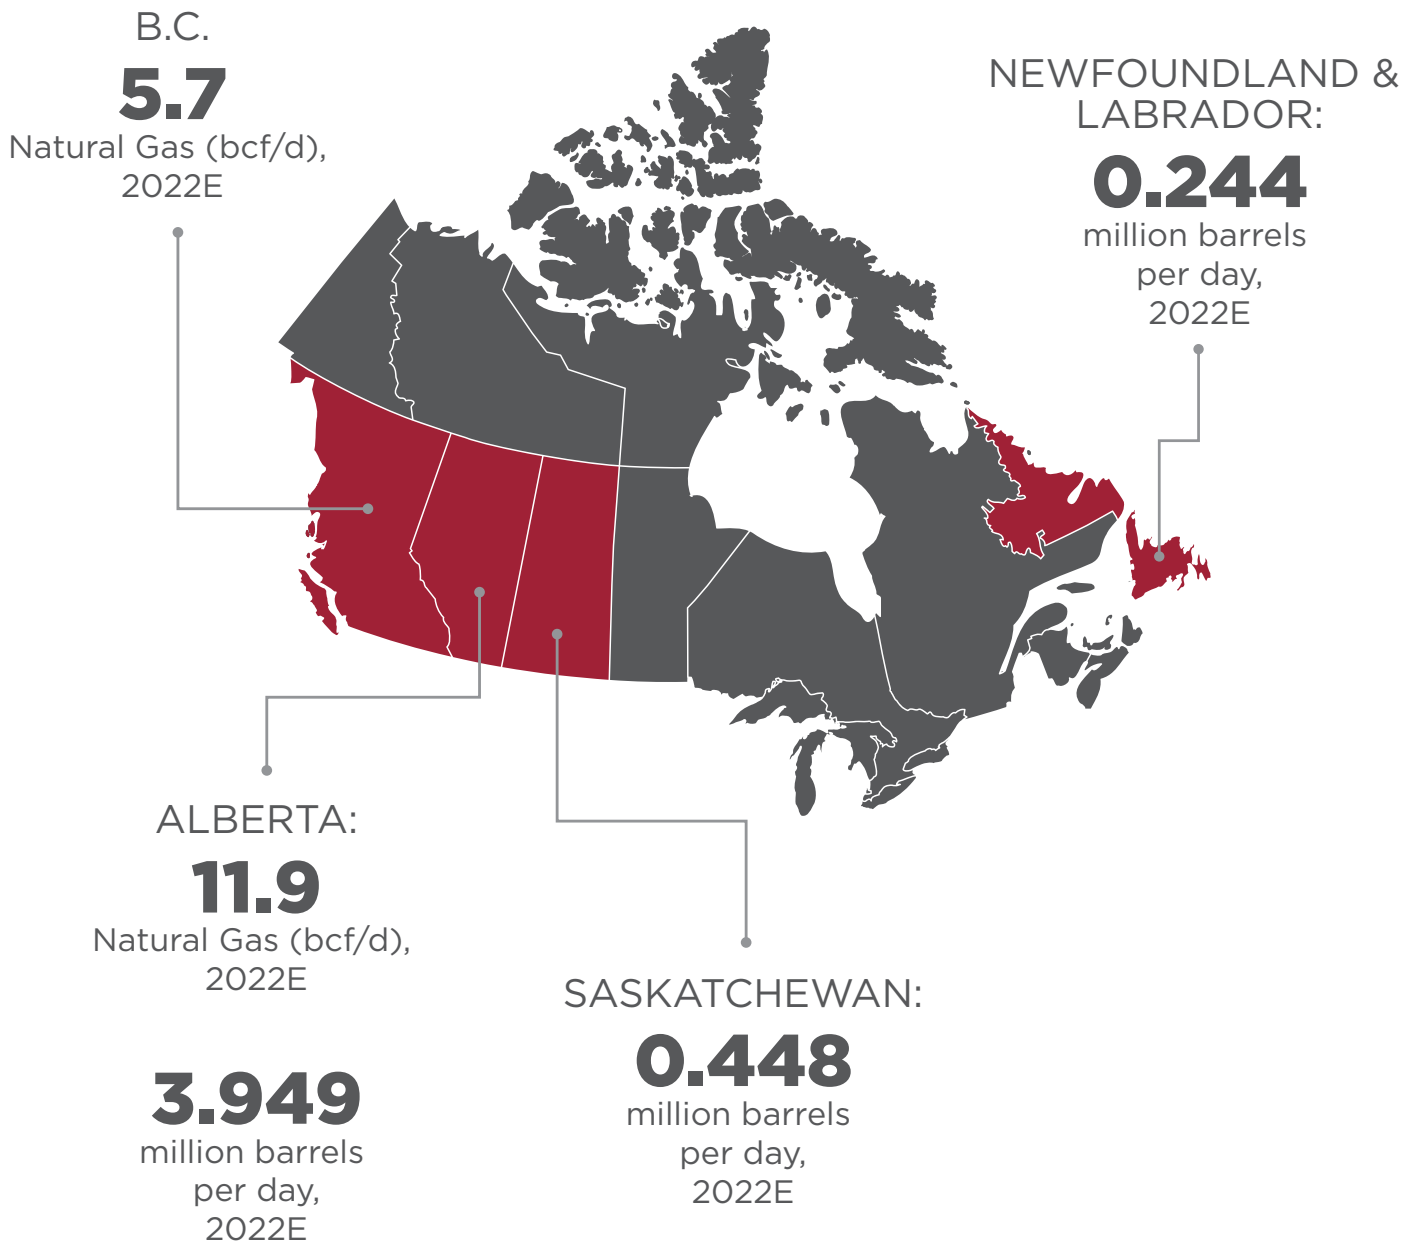 B.C.
5.7
Natural Gas (bcf/d),
2022E
NEWFOUNDLAND &
LABRADOR:
0.244
million barrels
per day,
2022E
ALBERTA:
11.9
Natural Gas (bcf/d),
2022E
3.949
million barrels
per day,
2022E
SASKATCHEWAN:
0.448
million barrels
per day,
2022E